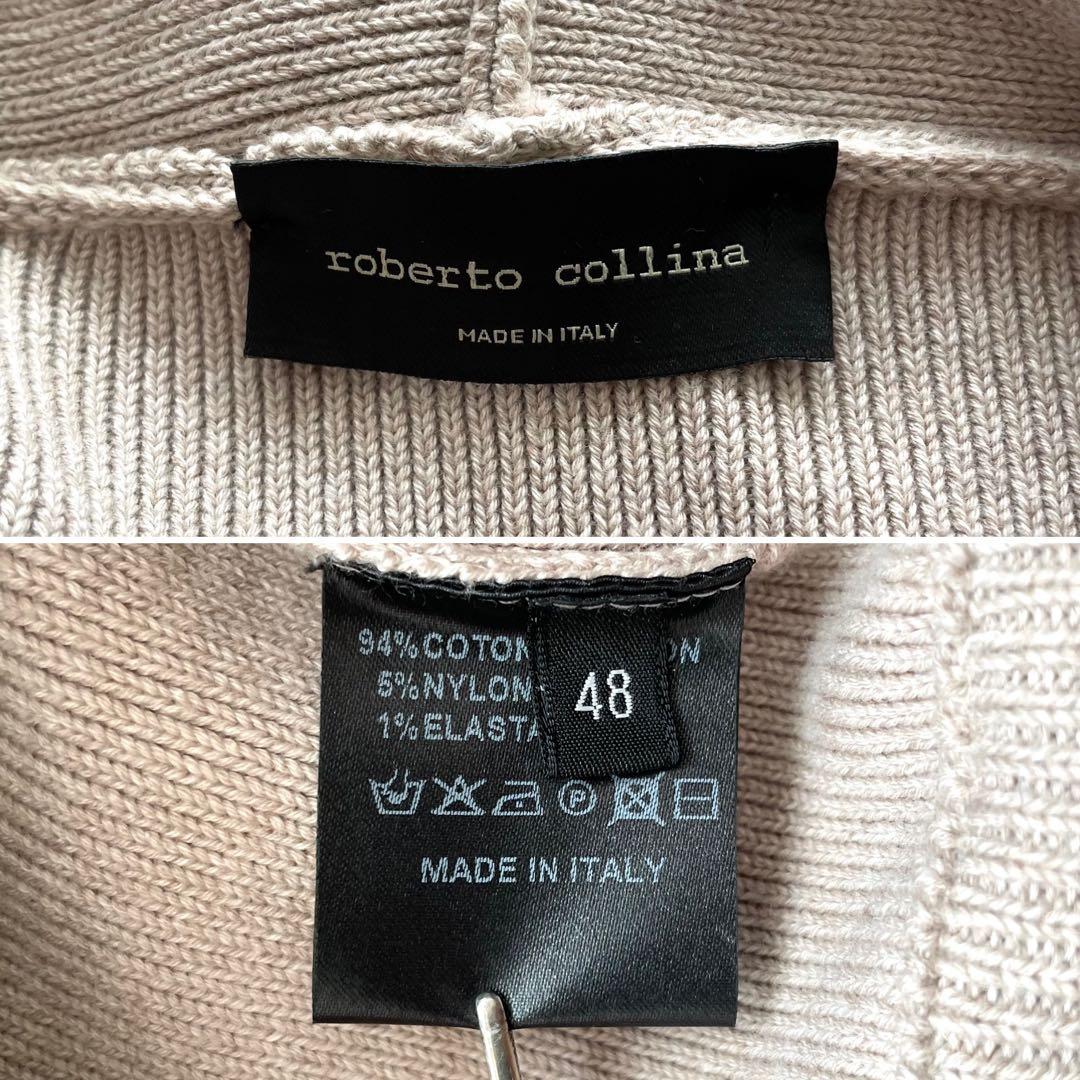 roberto collina
MADE IN ITALY
94% COTON
5% NYLON
1% ELASTA
48
P
MADE IN ITALY